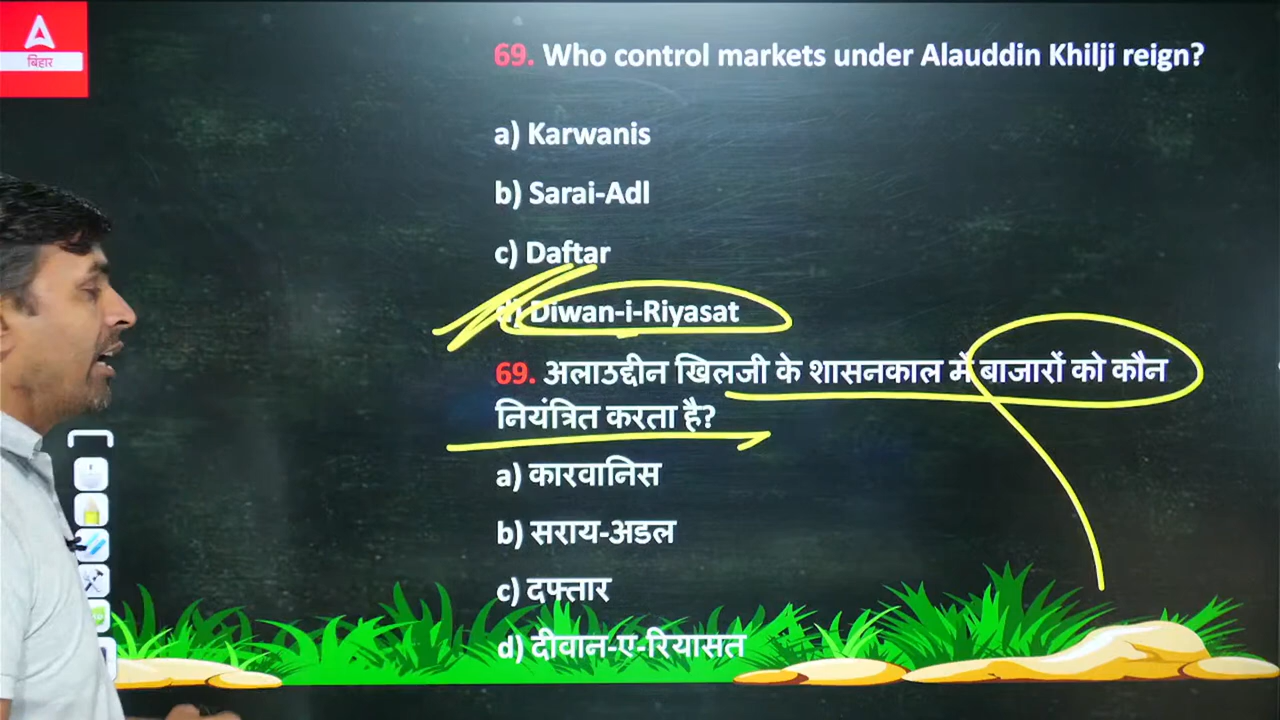 बिहार
69. Who control markets under Alauddin Khilji reign?
a) Karwanis
b) Sarai-Adl
c) Daftar
d) Diwan-i-Riyasat
69. अलाउद्दीन खिलजी के शासनकाल में बाजारों को कौन
नियंत्रित करता है?
a) कारवानिस
b) सराय-अडल
c) दफ्तार
d) दीवान-ए-रियासत